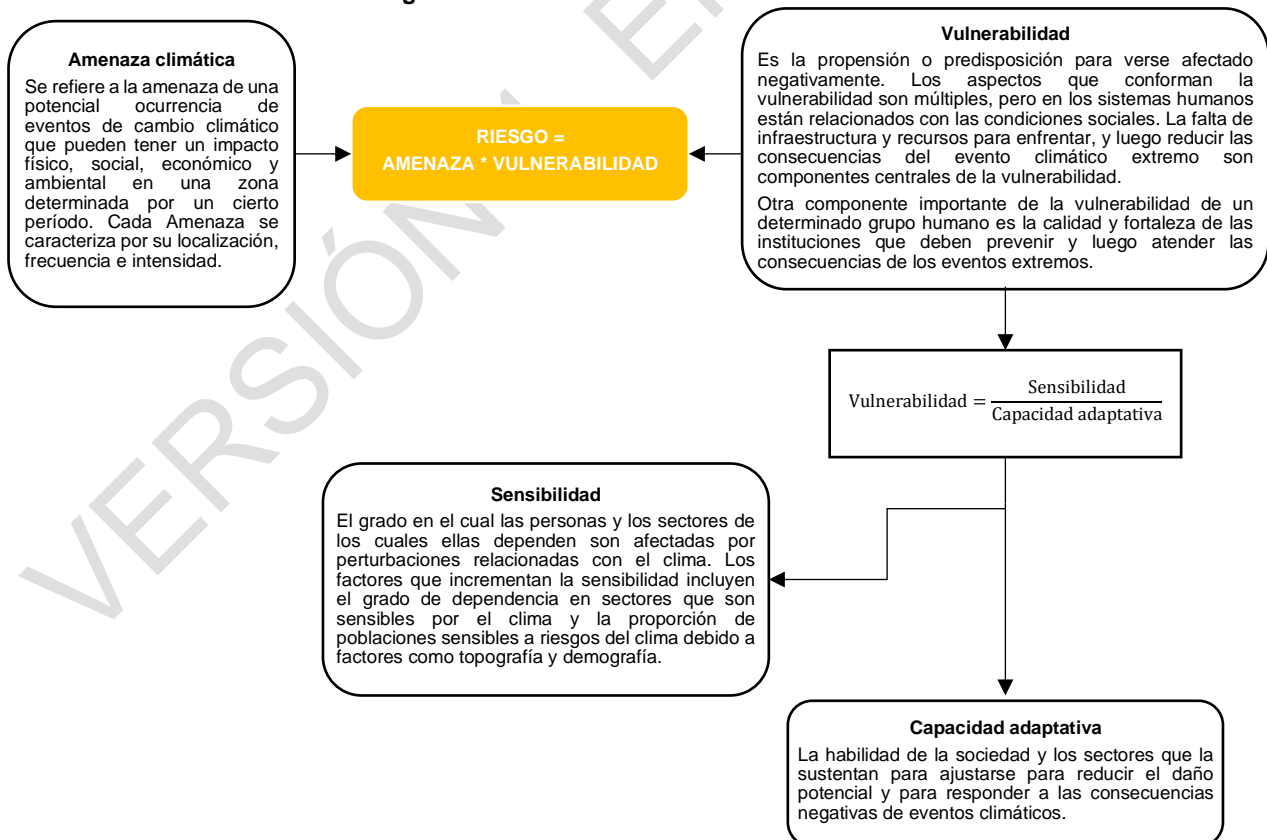 Amenaza climática
Se refiere a la amenaza de una
potencial ocurrencia de
eventos de cambio climático
que pueden tener un impacto
físico, social, económico y
ambiental en una zona
determinada por un cierto
período. Cada Amenaza se
caracteriza por su localización,
frecuencia e intensidad.
RIESGO =
AMENAZA * VULNERABILIDAD
Vulnerabilidad
Es la propensión o predisposición para verse afectado
negativamente. Los aspectos que conforman la
vulnerabilidad son múltiples, pero en los sistemas humanos
están relacionados con las condiciones sociales. La falta de
infraestructura y recursos para enfrentar, y luego reducir las
consecuencias del evento climático extremo son
componentes centrales de la vulnerabilidad.
Otra componente importante de la vulnerabilidad de un
determinado grupo humano es la calidad y fortaleza de las
instituciones que deben prevenir y luego atender las
consecuencias de los eventos extremos.
Vulnerabilidad = Sensibilidad
Capacidad adaptativa
Sensibilidad
El grado en el cual las personas y los sectores de
los cuales ellas dependen son afectadas por
perturbaciones relacionadas con el clima. Los
factores que incrementan la sensibilidad incluyen
el grado de dependencia en sectores que son
sensibles por el clima y la proporción de
poblaciones sensibles a riesgos del clima debido a
factores como topografía y demografía.
Capacidad adaptativa
La habilidad de la sociedad y los sectores que la
sustentan para ajustarse para reducir el daño
potencial y para responder a las consecuencias
negativas de eventos climáticos.
VERSIÓN